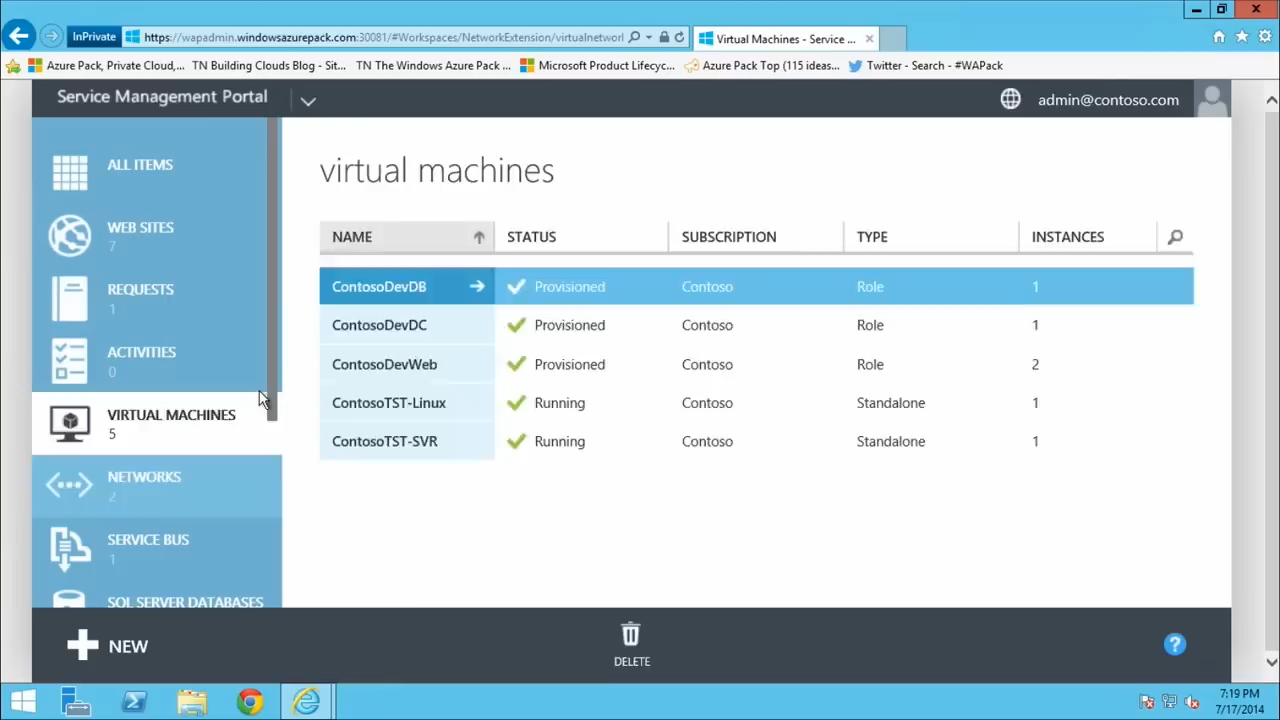 InPrivate
https://wapadmin.windowsazurepack.com:30081/#Workspaces/NetworkExtension/virtualnetworl
Virtual Machines - Service ...
Azure Pack, Private Cloud,...
TN Building Clouds Blog - Sit...
TN The Windows Azure Pack ...
Microsoft Product Lifecyc...
Azure Pack Top (115 ideas...
Twitter - Search - #WAPack
Service Management Portal
admin@contoso.com
ALL ITEMS
WEB SITES
7
REQUESTS
1
ACTIVITIES
0
VIRTUAL MACHINES
5
NETWORKS
2
SERVICE BUS
1
SQL SERVER DATABASES
virtual machines
NAME STATUS SUBSCRIPTION TYPE INSTANCES
ContosoDevDB Provisioned Contoso Role 1
ContosoDevDC Provisioned Contoso Role 1
ContosoDevWeb Provisioned Contoso Role 2
ContosoTST-Linux Running Contoso Standalone 1
ContosoTST-SVR Running Contoso Standalone 1
NEW
DELETE
?
7:19 PM
7/17/2014